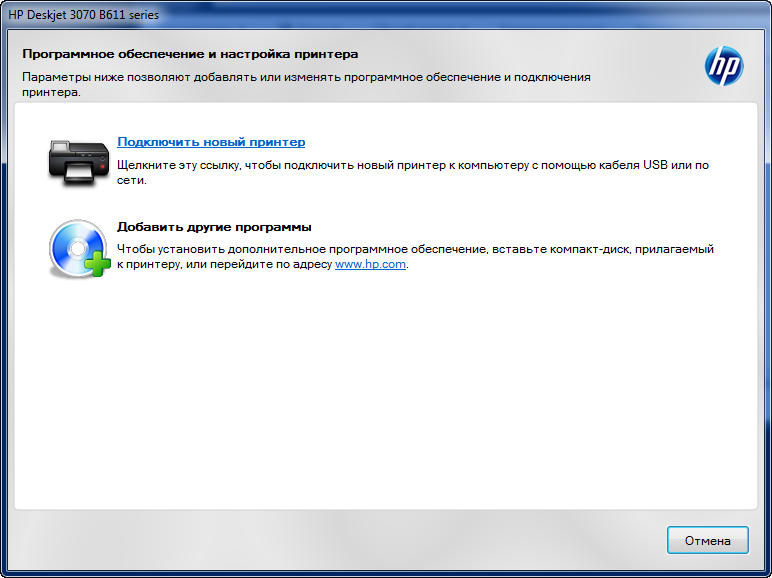 HP Deskjet 3070 B611 series
Программное обеспечение и настройка принтера
Параметры ниже позволяют добавлять или изменять программное обеспечение и подключения
принтера.
hp
Подключить новый принтер
Щелкните эту ссылку, чтобы подключить новый принтер к компьютеру с помощью кабеля USB или по
сети.
Добавить другие программы
Чтобы установить дополнительное программное обеспечение, вставьте компакт-диск, прилагаемый
к принтеру, или перейдите по адресу www.hp.com.
Отмена